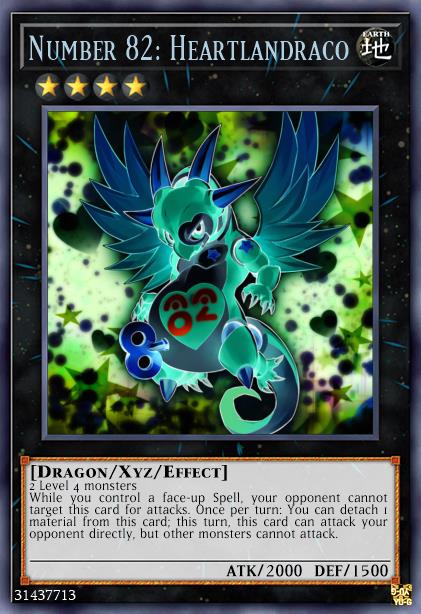 Number 82: Heartlandraco
EARTH
地
82
8
[Dragon/Xyz/Effect]
2 Level 4 monsters
While you control a face-up Spell, your opponent cannot
target this card for attacks. Once per turn: You can detach 1
material from this card; this turn, this card can attack your
opponent directly, but other monsters cannot attack.
ATK/2000 DEF/1500
31437713